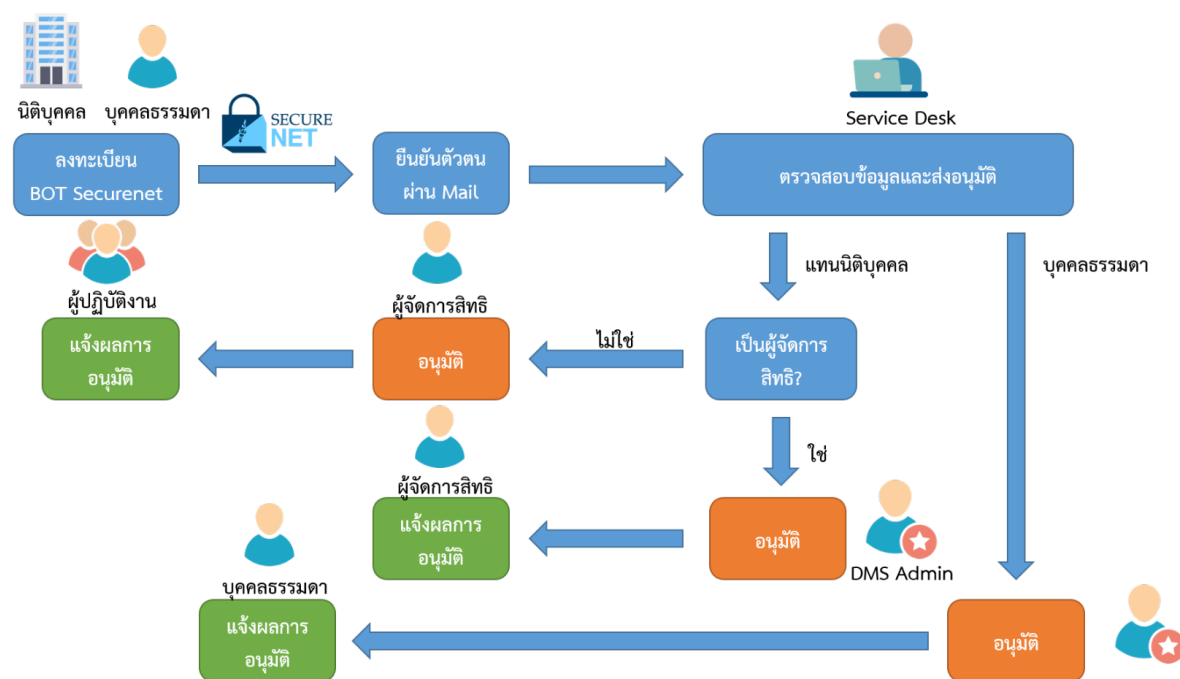 นิติบุคคล
บุคคลธรรมดา
SECURE
NET
Service Desk
ลงทะเบียน
BOT Securenet
ยืนยันตัวตน
ผ่าน Mail
ตรวจสอบข้อมูลและส่งอนุมัติ
แทนนิติบุคคล
บุคคลธรรมดา
ผู้ปฏิบัติงาน
ผู้จัดการสิทธิ
แจ้งผลการ
อนุมัติ
อนุมัติ
ไม่ใช่
เป็นผู้จัดการ
สิทธิ?
ใช่
ผู้จัดการสิทธิ
แจ้งผลการ
อนุมัติ
อนุมัติ
DMS Admin
บุคคลธรรมดา
แจ้งผลการ
อนุมัติ
อนุมัติ